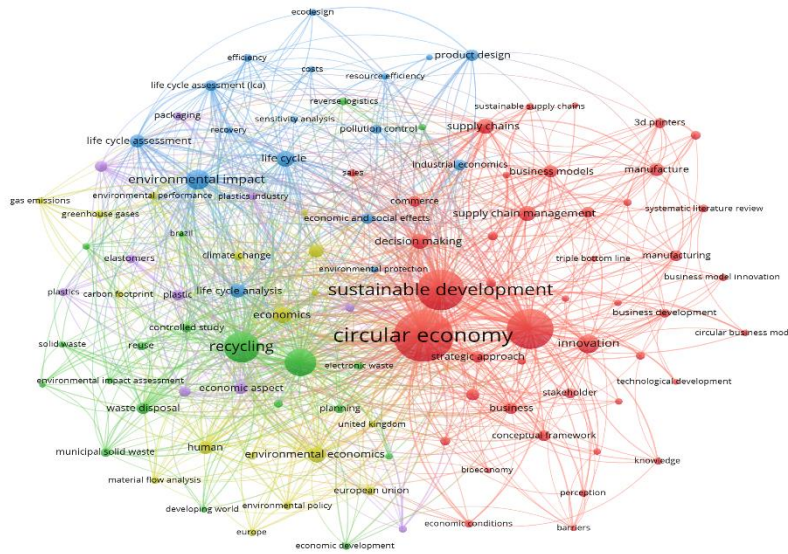 ecodesign
efficiency
product design
costs
life cycle assessment (lca)
resource efficiency
packaging
reverse logistics
sustainable supply chains
sensitivity analysis
3d printers
recovery
pollution control
supply chains
life cycle assessment
life cycle
industrial economics
sales
business models
manufacture
environmental impact
gas emissions
environmental performance
plastics industry
commerce
systematic literature review
greenhouse gases
economic and social effects
supply chain management
brazil
decision making
climate change
elastomers
triple bottom line
manufacturing
environmental protection
business model innovation
plastics
carbon footprint
plastic
life cycle analysis
sustainable development
economics
business development
controlled study
circular economy
circular business mod
solid waste
reuse
recycling
innovation
strategic approach
electronic waste
environmental impact assessment
economic aspect
technological development
stakeholder
waste disposal
planning
business
united kingdom
conceptual framework
municipal solid waste
human
environmental economics
knowledge
bioeconomy
material flow analysis
european union
perception
developing world
environmental policy
economic conditions
barriers
europe
economic development